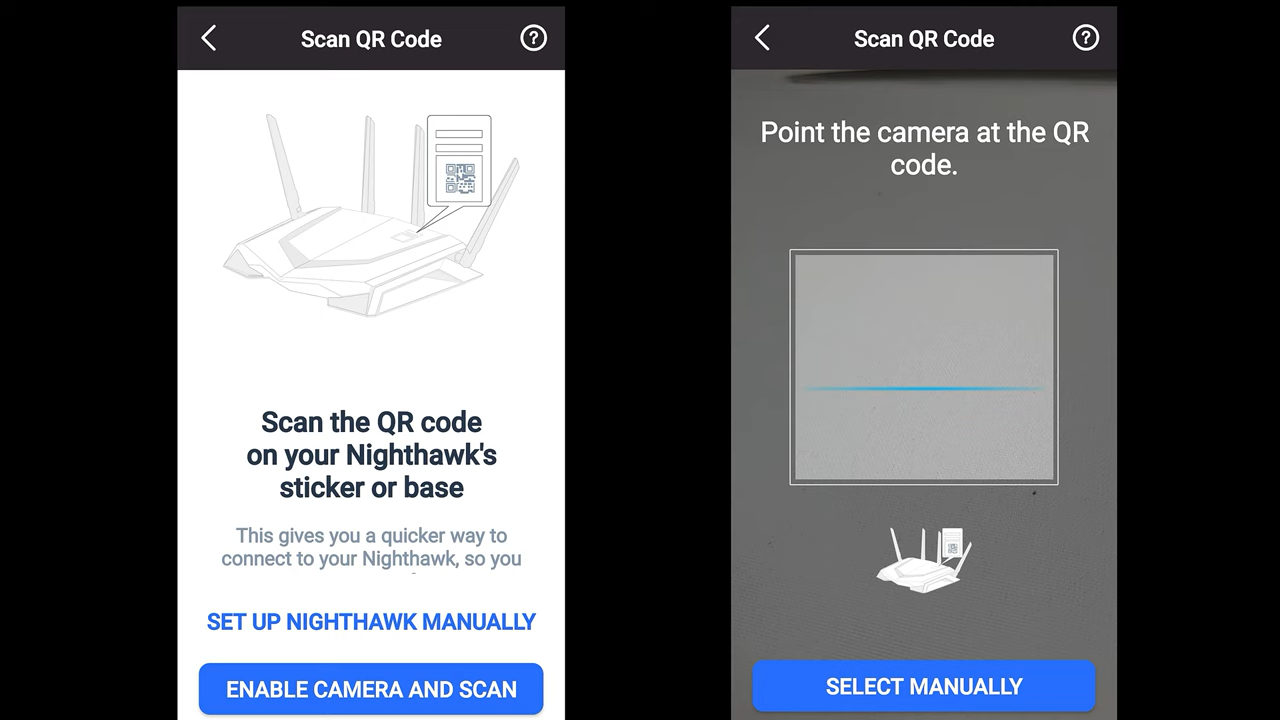 Scan QR Code
Scan the QR code
on your Nighthawk's
sticker or base
This gives you a quicker way to
connect to your Nighthawk, so you
SET UP NIGHTHAWK MANUALLY
ENABLE CAMERA AND SCAN
Scan QR Code
Point the camera at the QR
code.
SELECT MANUALLY